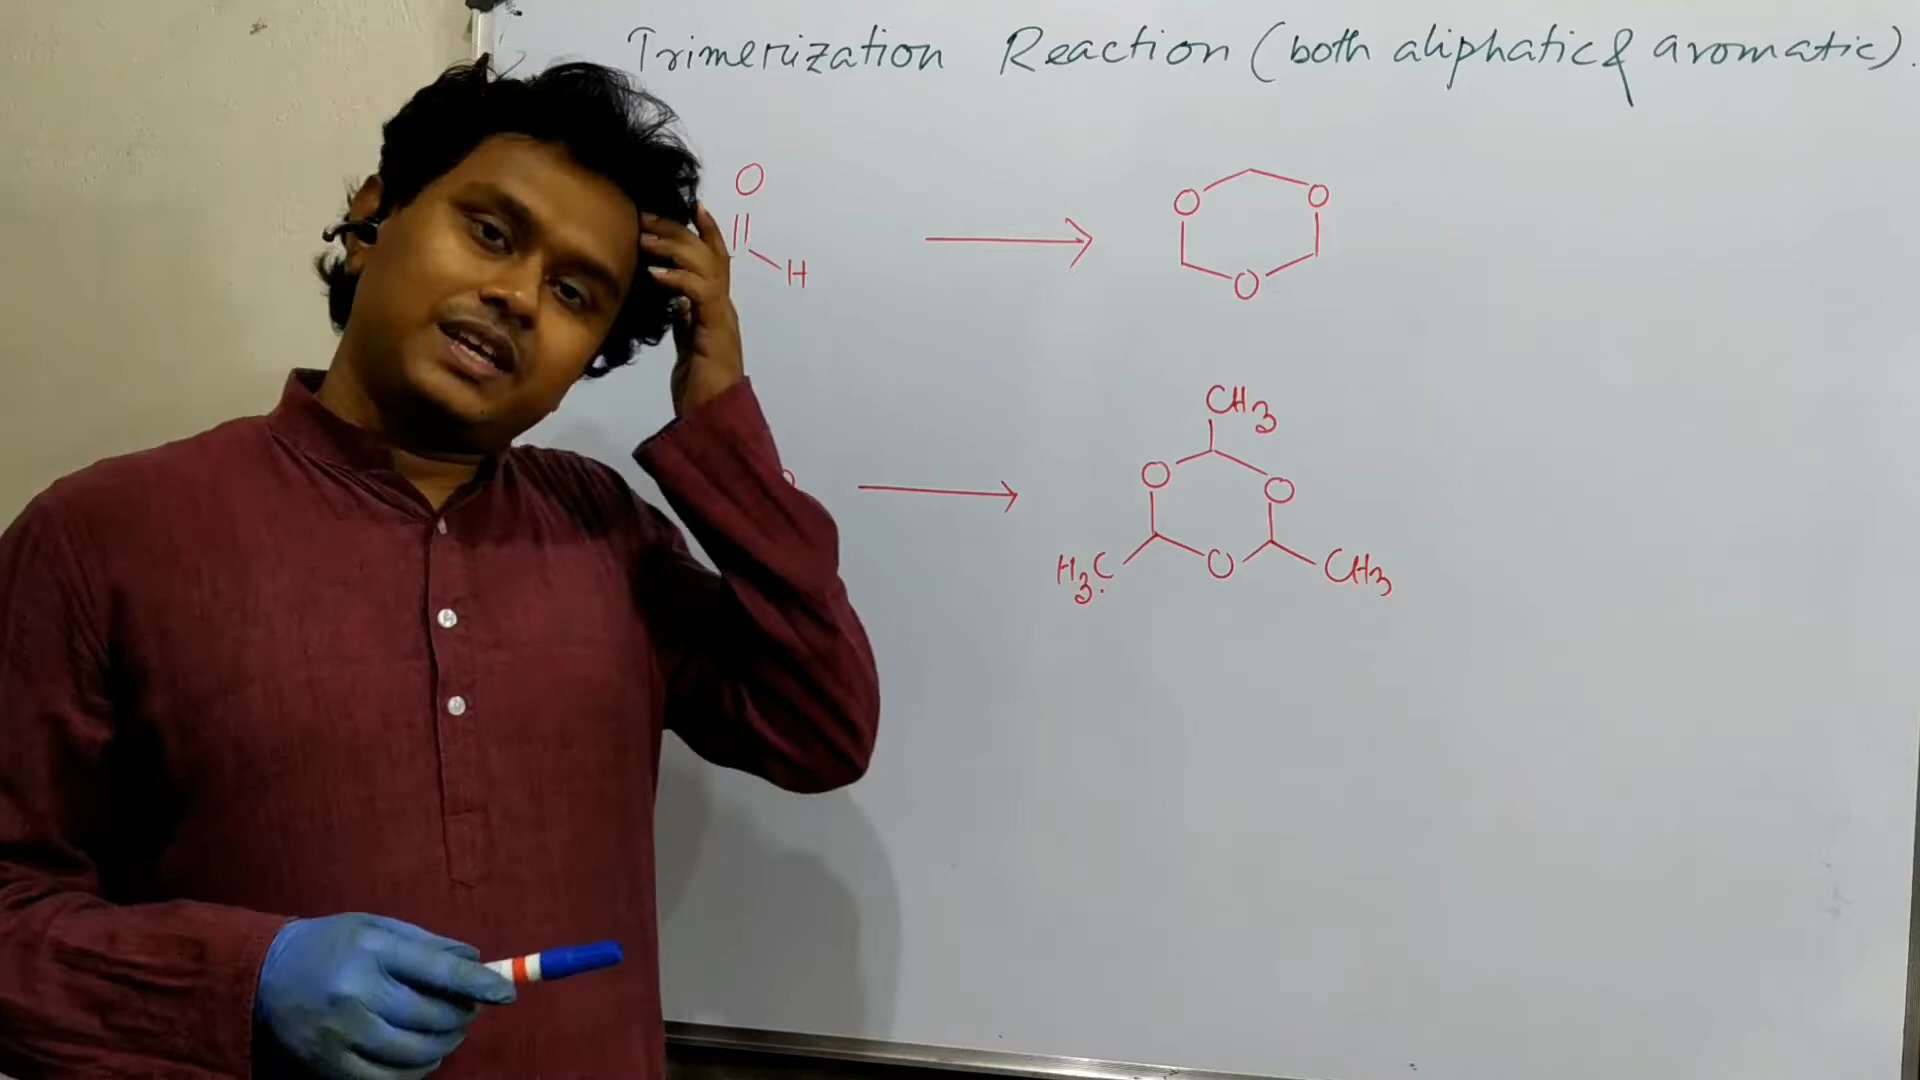 Trimerization Reaction (both aliphatic & aromatic).
O
H
O O
O
CH3
O O
O
H3C CH3